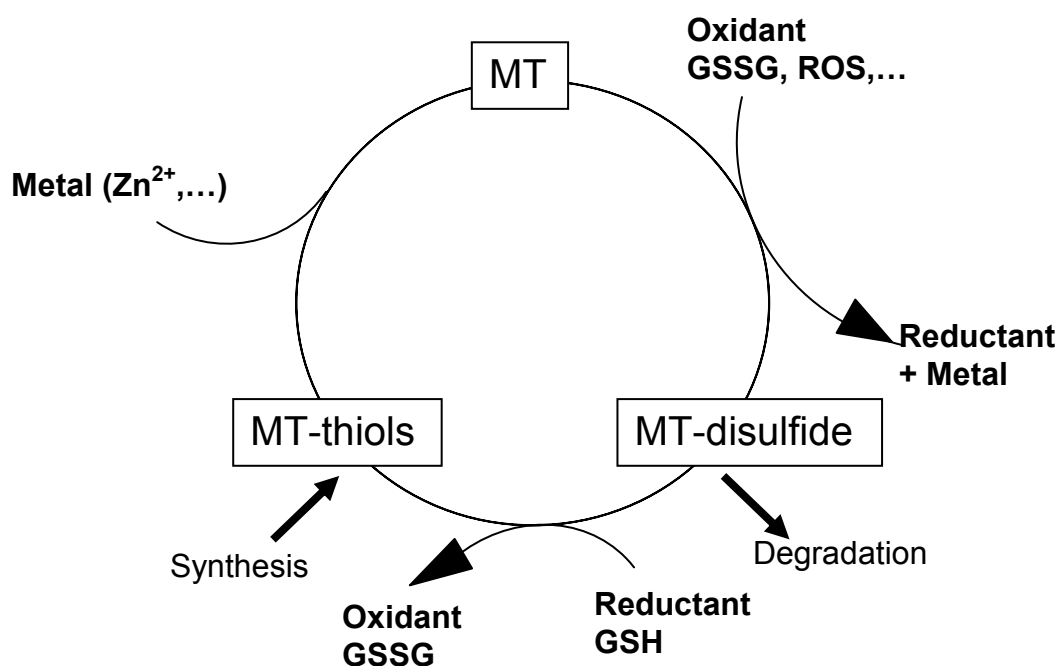 Oxidant
GSSG, ROS,...
MT
Metal (Zn²⁺,...)
Reductant
+ Metal
MT-thiols
MT-disulfide
Synthesis
Degradation
Oxidant
GSSG
Reductant
GSH